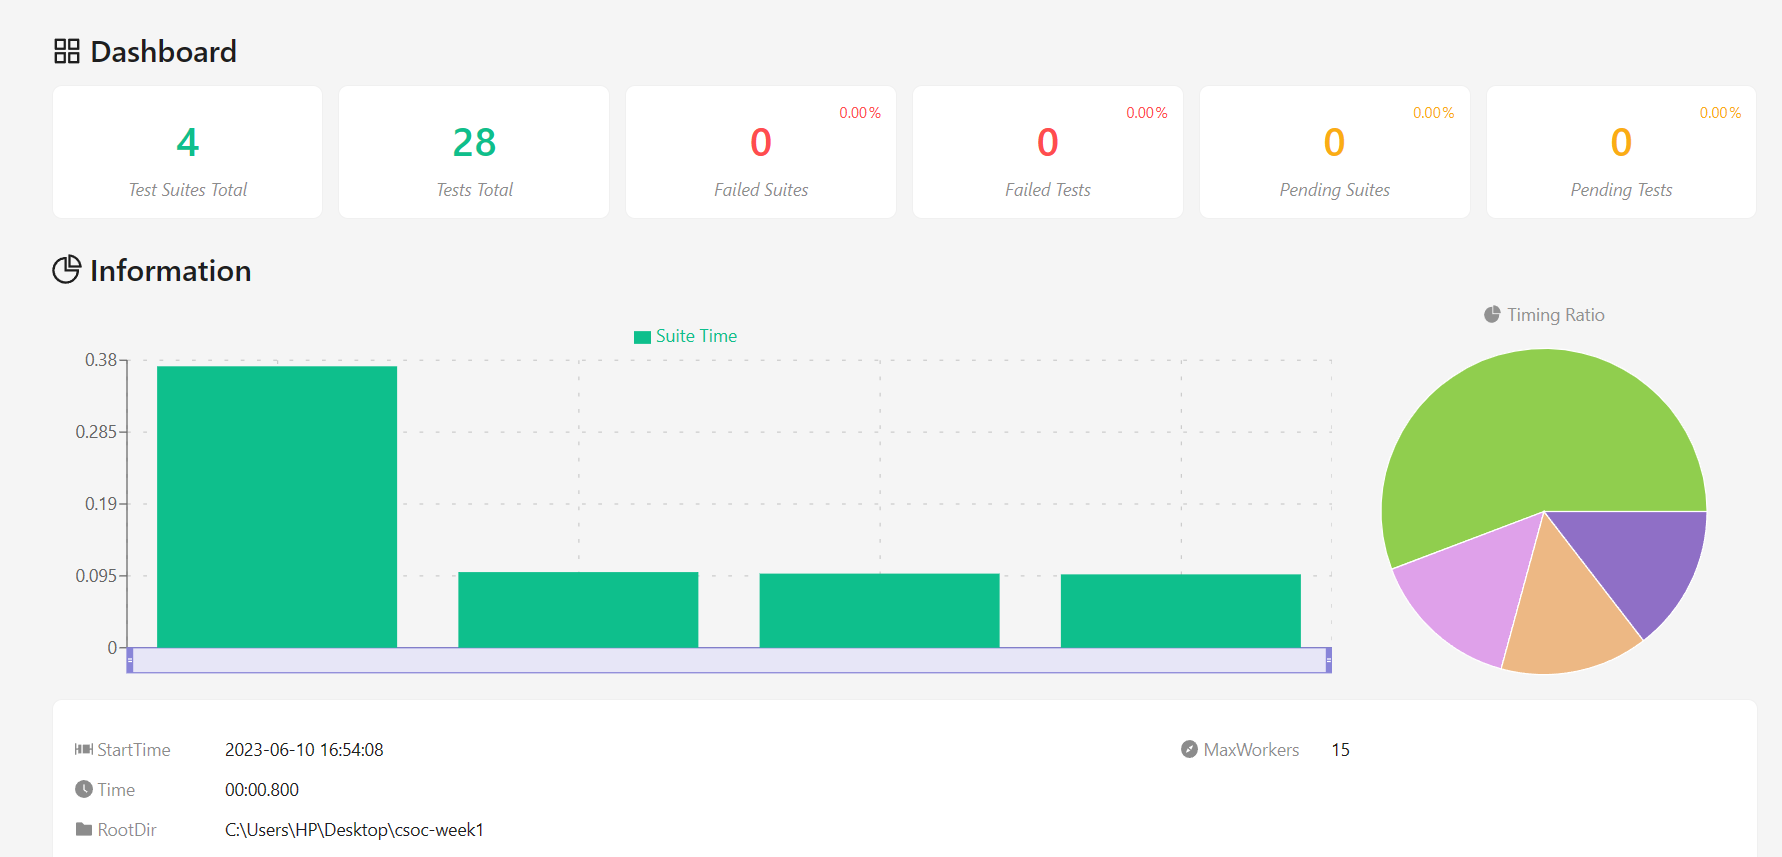 Dashboard
4
Test Suites Total
28
Tests Total
0.00%
0
Failed Suites
0.00%
0
Failed Tests
0.00%
0
Pending Suites
0.00%
0
Pending Tests
Information
Suite Time
0.38
0.285
0.19
0.095
0
Timing Ratio
StartTime 2023-06-10 16:54:08
MaxWorkers 15
Time 00:00.800
RootDir C:\Users\HP\Desktop\csoc-week1